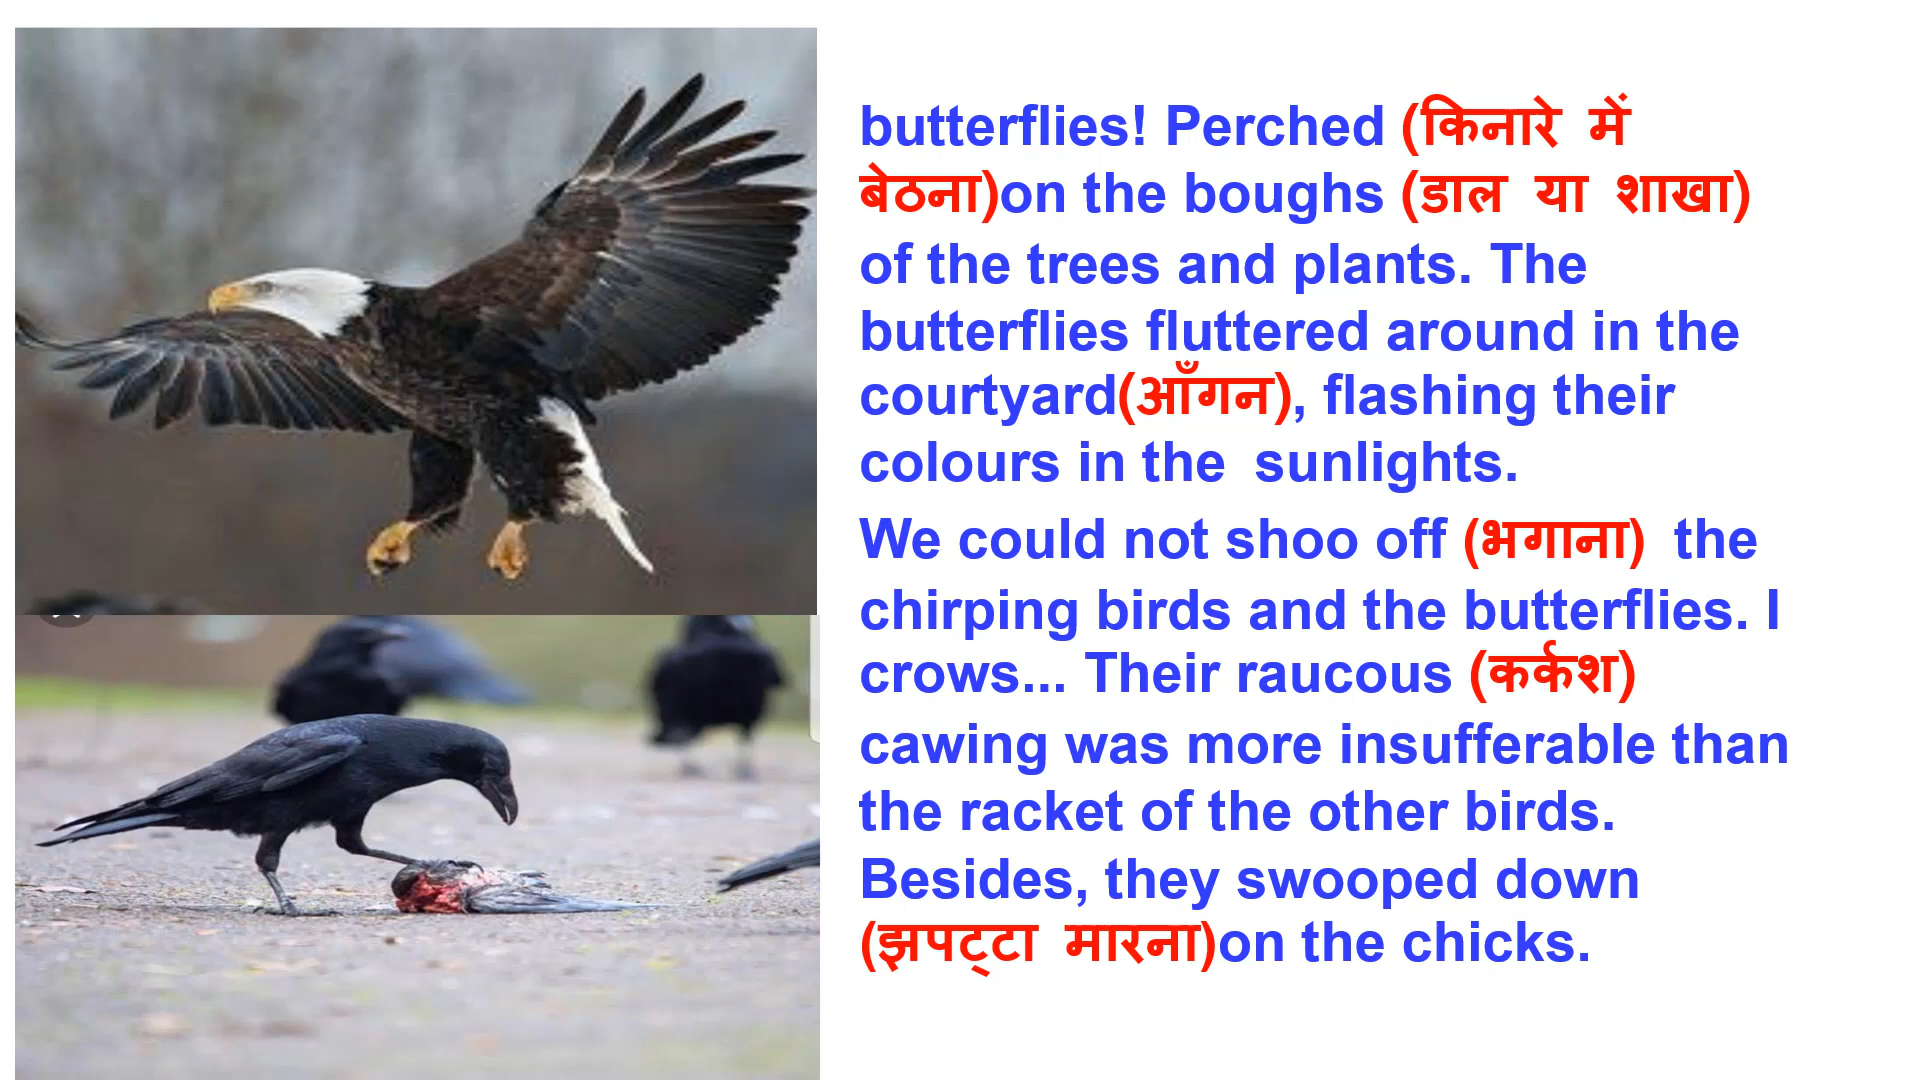 butterflies! Perched (किनारे में
बेठना)on the boughs (डाल या शाखा)
of the trees and plants. The
butterflies fluttered around in the
courtyard(आँगन), flashing their
colours in the sunlights.
We could not shoo off (भगाना) the
chirping birds and the butterflies. I
crows... Their raucous (कर्कश)
cawing was more insufferable than
the racket of the other birds.
Besides, they swooped down
(झपट्टा मारना)on the chicks.